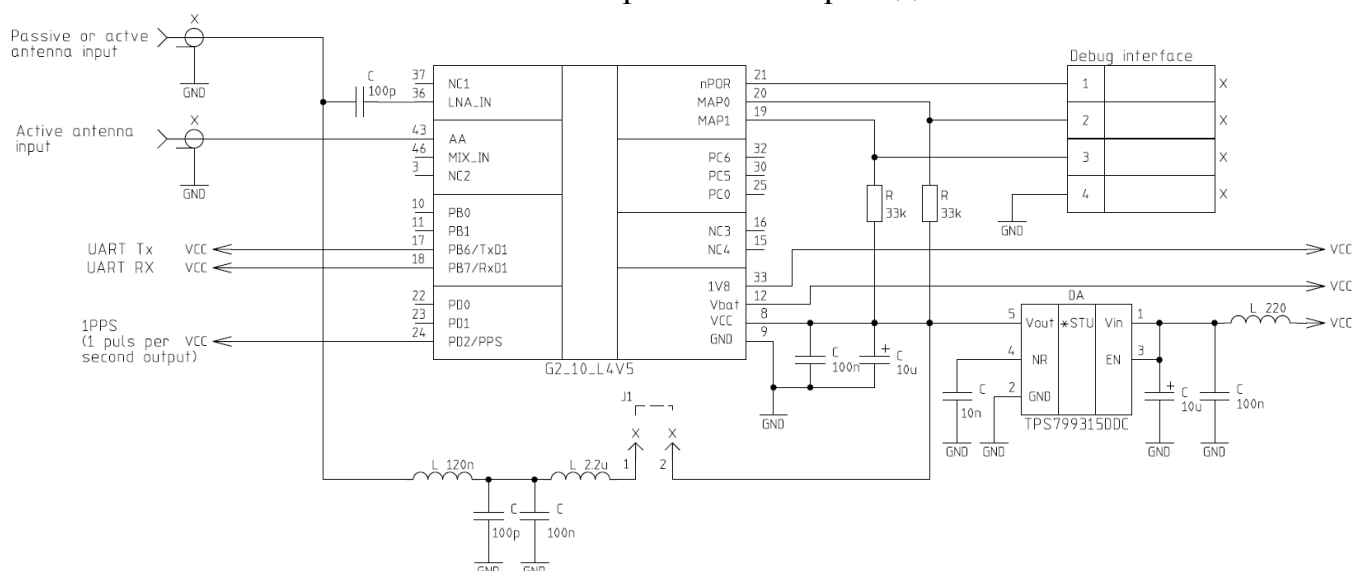 Passive or actve
antenna input
X
GND
Active antenna
input
X
GND
C
100p
37 NC1
36 LNA_IN
43 AA
46 MIX_IN
3 NC2
10 PB0
11 PB1
17 PB6/TxD1
18 PB7/RxD1
22 PD0
23 PD1
24 PD2/PPS
UART Tx VCC
UART RX VCC
1PPS
(1 puls per VCC
second output)
nPOR 21
MAP0 20
MAP1 19
PC6 32
PC5 30
PC0 25
NC3 16
NC4 15
1V8 33
Vbat 12
VCC 8
GND 9
G2_10_L4V5
Debug interface
1 X
2 X
3 X
4 X
GND
R
33k
R
33k
VCC
VCC
VCC
C
100n
+
C
10u
GND
DA
5 Vout *STU Vin 1
4 NR EN 3
2 GND
TPS799315DDC
C
10n
GND
GND
L 220
+
C
10u
GND
C
100n
GND
J1
X X
1 2
L 120n
L 2.2u
C
100p
GND
C
100n
GND